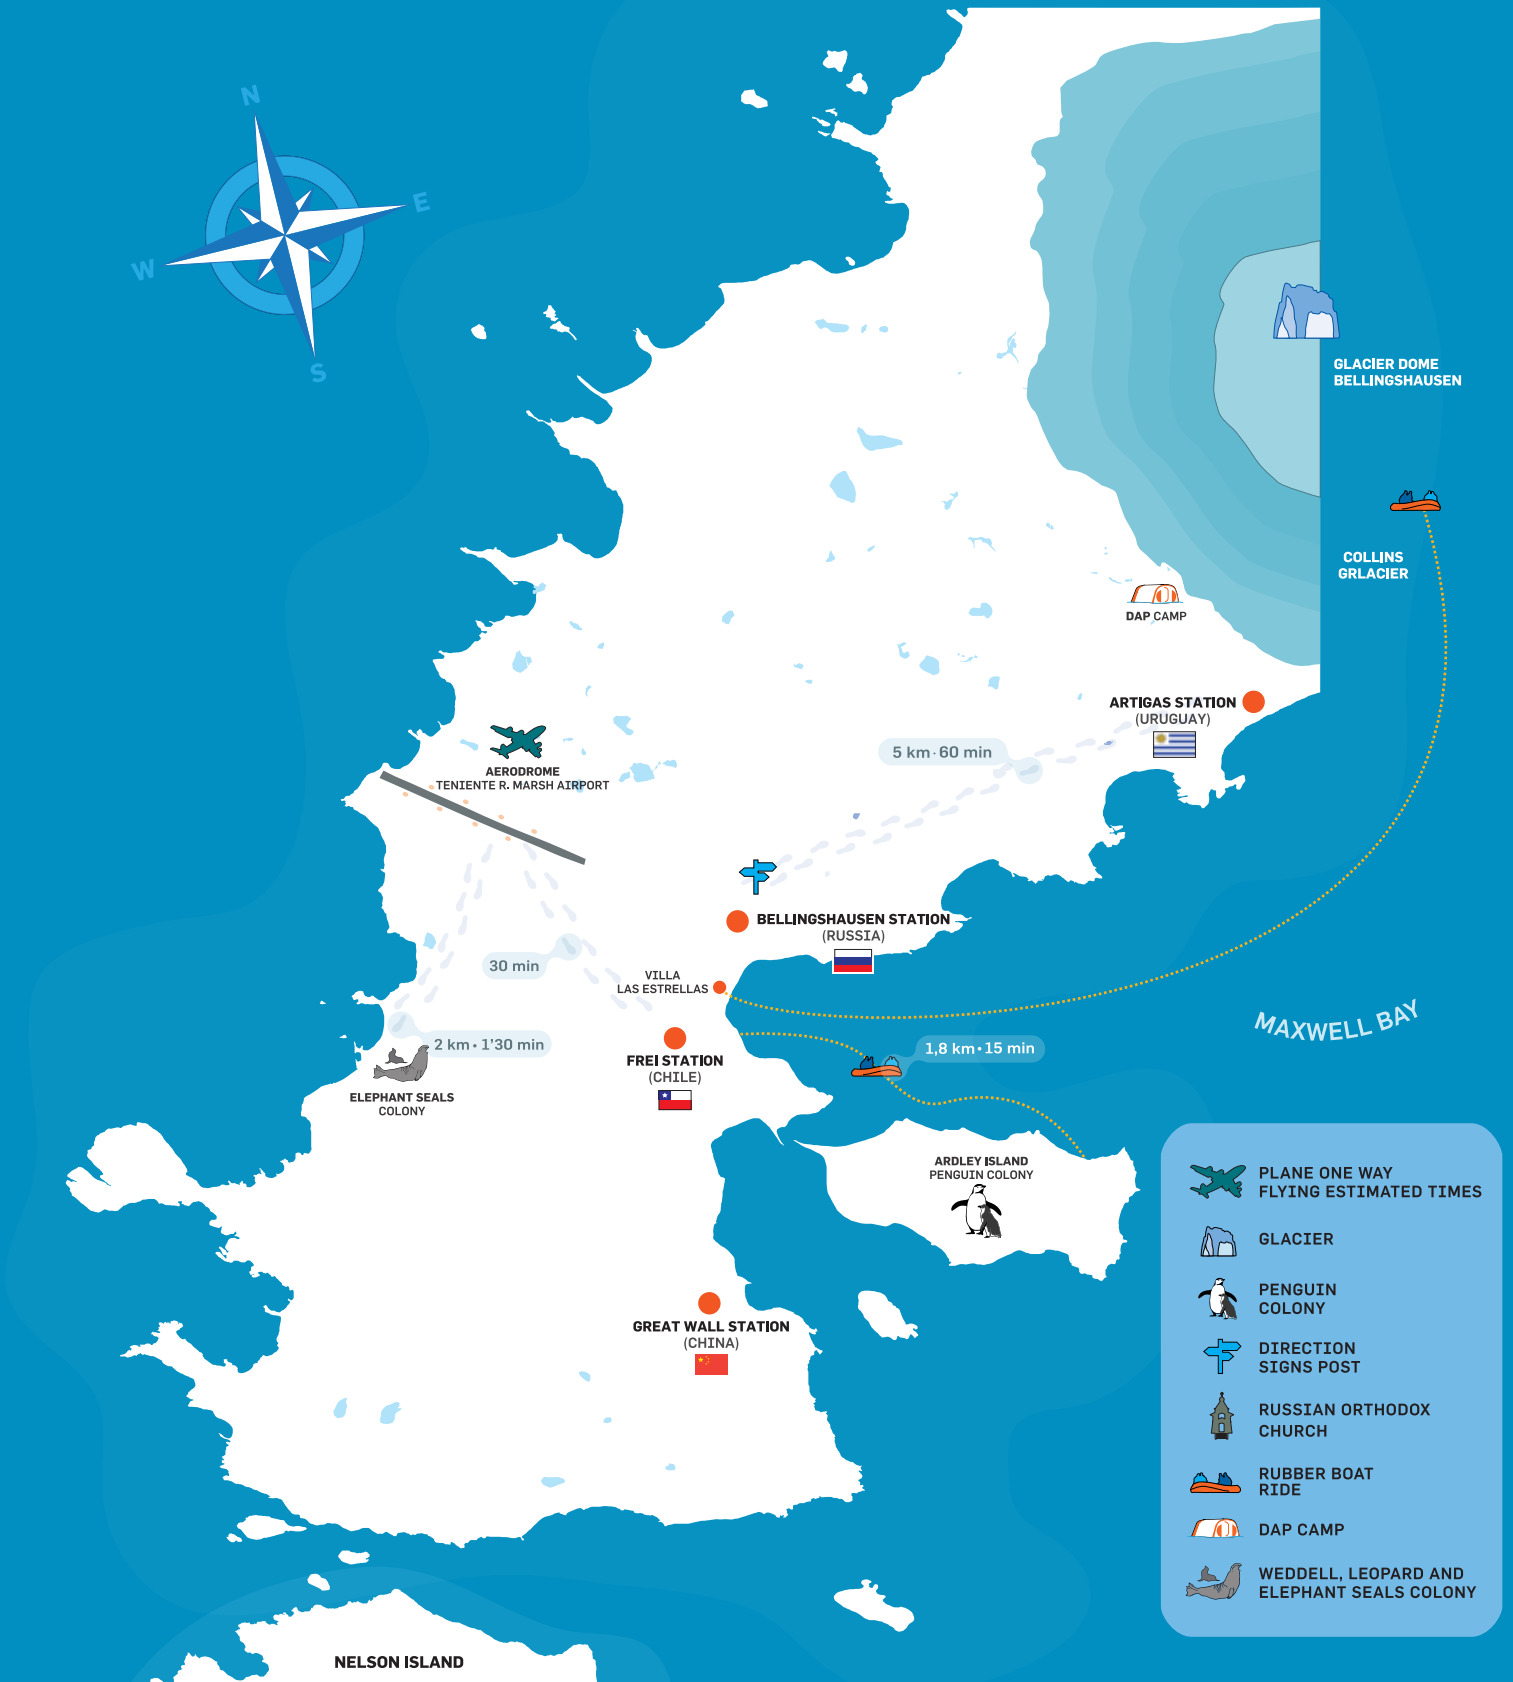 N
E
W
S
GLACIER DOME
BELLINGSHAUSEN
COLLINS
GRLACIER
DAP CAMP
ARTIGAS STATION
(URUGUAY)
5 km · 60 min
AERODROME
TENIENTE R. MARSH AIRPORT
BELLINGSHAUSEN STATION
(RUSSIA)
30 min
VILLA
LAS ESTRELLAS
MAXWELL BAY
2 km · 1'30 min
1,8 km · 15 min
FREI STATION
(CHILE)
ELEPHANT SEALS
COLONY
ARDLEY ISLAND
PENGUIN COLONY
GREAT WALL STATION
(CHINA)
PLANE ONE WAY
FLYING ESTIMATED TIMES
GLACIER
PENGUIN
COLONY
DIRECTION
SIGNS POST
RUSSIAN ORTHODOX
CHURCH
RUBBER BOAT
RIDE
DAP CAMP
WEDDELL, LEOPARD AND
ELEPHANT SEALS COLONY
NELSON ISLAND